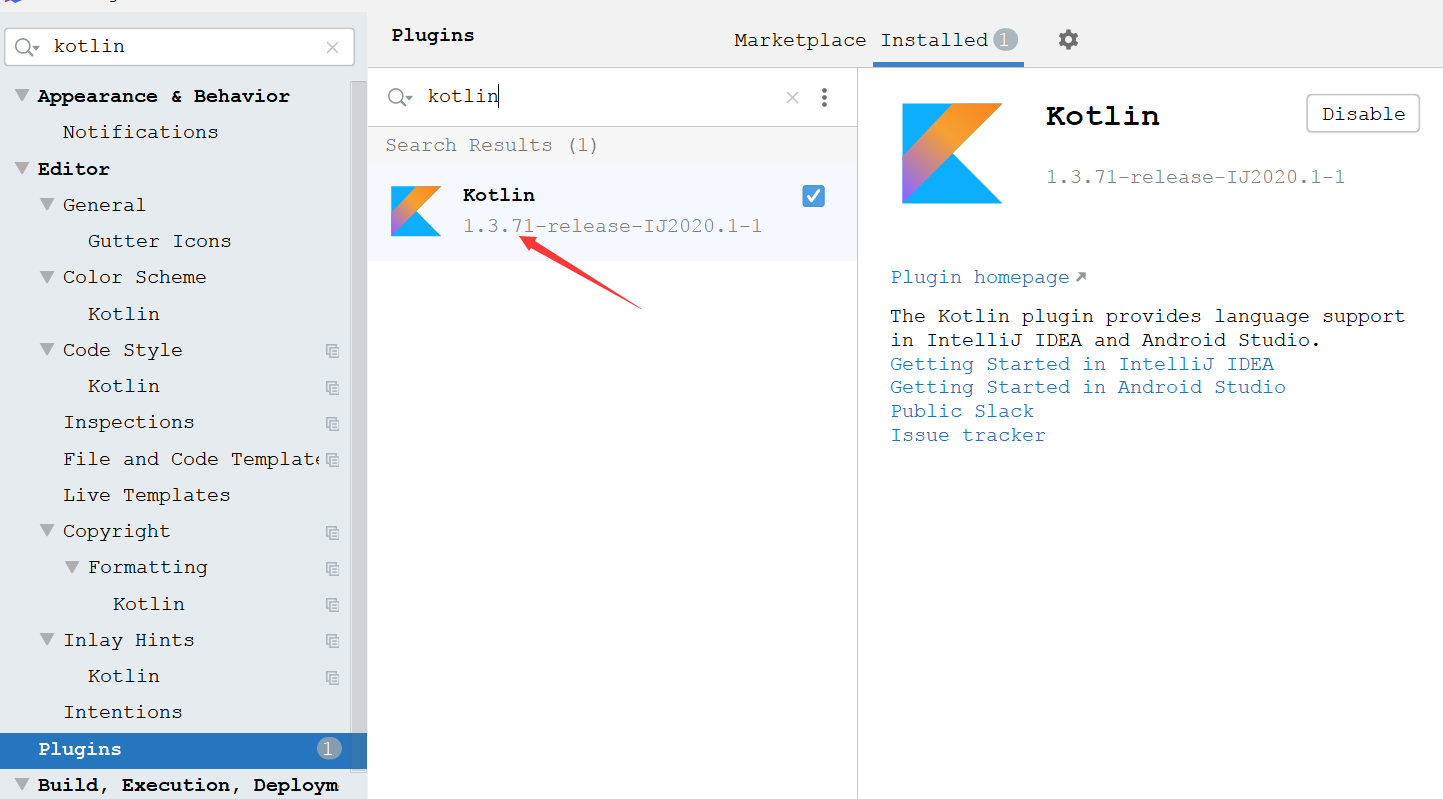 kotlin
Appearance & Behavior
Notifications
Editor
General
Gutter Icons
Color Scheme
Kotlin
Code Style
Kotlin
Inspections
File and Code Template
Live Templates
Copyright
Formatting
Kotlin
Inlay Hints
Kotlin
Intentions
Plugins 1
Build, Execution, Deploym
Plugins
Marketplace Installed 1
kotlin
Search Results (1)
Kotlin
1.3.71-release-IJ2020.1-1
Kotlin
Disable
1.3.71-release-IJ2020.1-1
Plugin homepage
The Kotlin plugin provides language support
in IntelliJ IDEA and Android Studio.
Getting Started in IntelliJ IDEA
Getting Started in Android Studio
Public Slack
Issue tracker